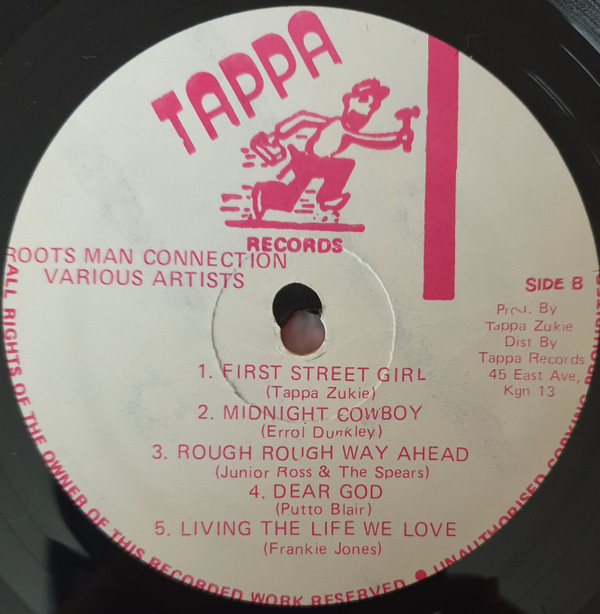 TAPPA
RECORDS
ROOTS MAN CONNECTION
VARIOUS ARTISTS
SIDE B
Prod. By
Tappa Zukie
Dist By
Tappa Records
45 East Ave,
Kgn 13
1. FIRST STREET GIRL
(Tappa Zukie)
2. MIDNIGHT COWBOY
(Errol Dunkley)
3. ROUGH ROUGH WAY AHEAD
(Junior Ross & The Spears)
4. DEAR GOD
(Putto Blair)
5. LIVING THE LIFE WE LOVE
(Frankie Jones)
ALL RIGHTS OF THE OWNER OF THIS RECORDED WORK RESERVED ● UNAUTHORISED COPYING